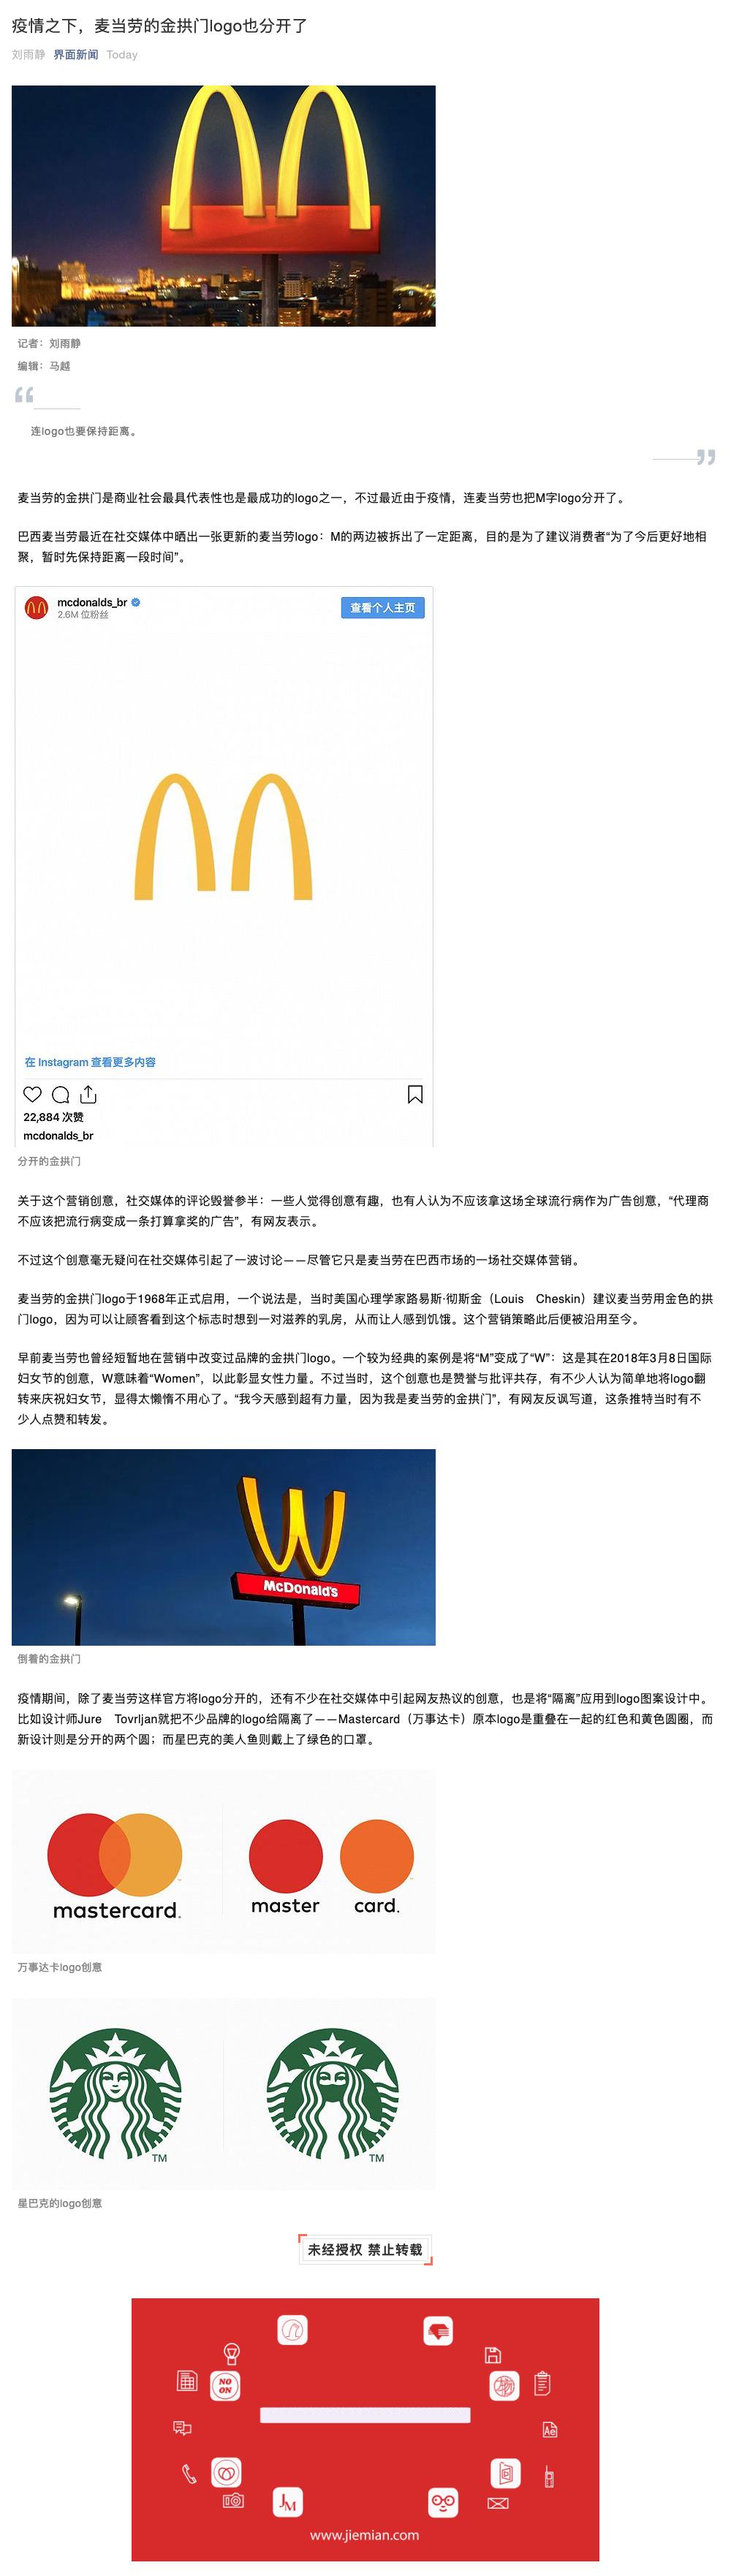 疫情之下，麦当劳的金拱门logo也分开了
刘雨静 界面新闻 Today
记者：刘雨静
编辑：马越
“
连logo也要保持距离。
”
麦当劳的金拱门是商业社会最具代表性也是最成功的logo之一，不过最近由于疫情，连麦当劳也把M字logo分开了。
巴西麦当劳最近在社交媒体中晒出一张更新的麦当劳logo：M的两边被拆出了一定距离，目的是为了建议消费者“为了今后更好地相
聚，暂时先保持距离一段时间”。
mcdonalds_br
查看个人主页
2.6M 位粉丝
在 Instagram 查看更多内容
22,884 次赞
mcdonalds_br
分开的金拱门
关于这个营销创意，社交媒体的评论毁誉参半：一些人觉得创意有趣，也有人认为不应该拿这场全球流行病作为广告创意，“代理商
不应该把流行病变成一条打算拿奖的广告”，有网友表示。
不过这个创意毫无疑问在社交媒体引起了一波讨论——尽管它只是麦当劳在巴西市场的一场社交媒体营销。
麦当劳的金拱门logo于1968年正式启用，一个说法是，当时美国心理学家路易斯·彻斯金（Louis Cheskin）建议麦当劳用金色的拱
门logo，因为可以让顾客看到这个标志时想到一对滋养的乳房，从而让人感到饥饿。这个营销策略此后便被沿用至今。
早前麦当劳也曾经短暂地在营销中改变过品牌的金拱门logo。一个较为经典的案例是将“M”变成了“W”：这是其在2018年3月8日国际
妇女节的创意，W意味着“Women”，以此彰显女性力量。不过当时，这个创意也是赞誉与批评共存，有不少人认为简单地将logo翻
转来庆祝妇女节，显得太懒惰不用心了。“我今天感到超有力量，因为我是麦当劳的金拱门”，有网友反讽写道，这条推特当时有不
少人点赞和转发。
McDonald's
倒着的金拱门
疫情期间，除了麦当劳这样官方将logo分开的，还有不少在社交媒体中引起网友热议的创意，也是将“隔离”应用到logo图案设计中。
比如设计师Jure Tovrljan就把不少品牌的logo给隔离了——Mastercard（万事达卡）原本logo是重叠在一起的红色和黄色圆圈，而
新设计则是分开的两个圆；而星巴克的美人鱼则戴上了绿色的口罩。
mastercard.
master card.
万事达卡logo创意
TM TM
星巴克的logo创意
未经授权 禁止转载
NO
ON
Ae
JM
www.jiemian.com